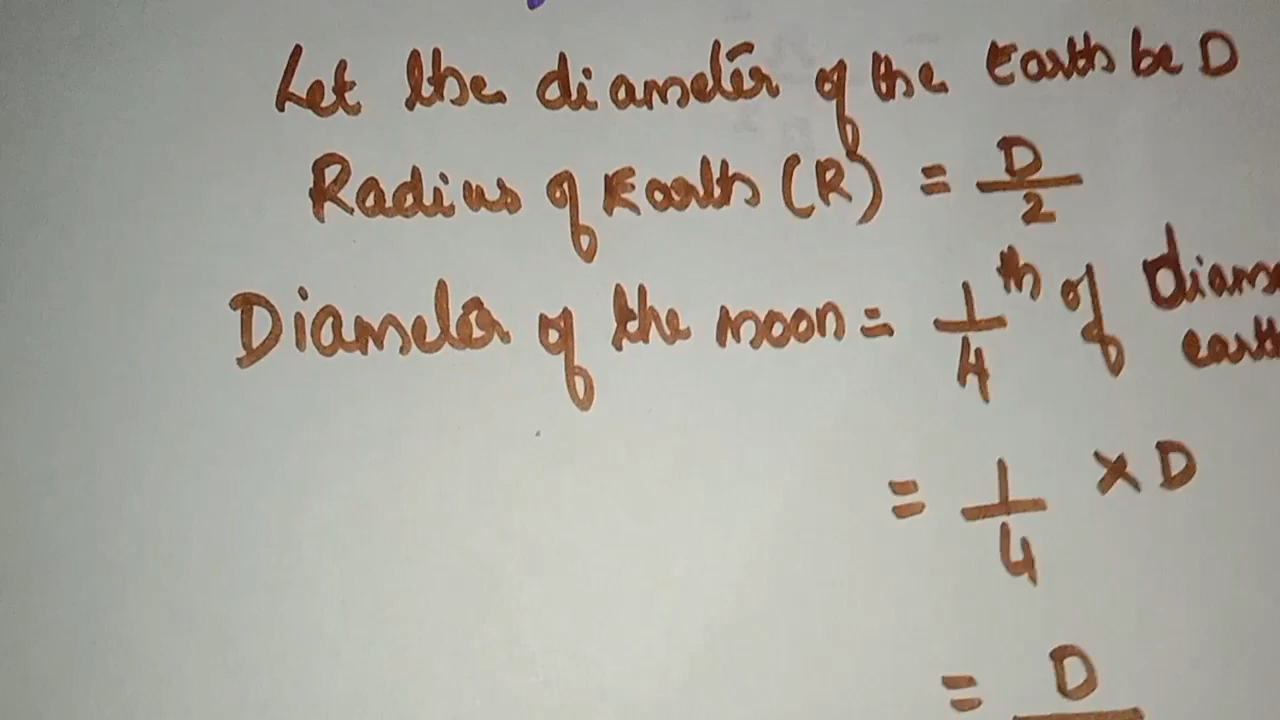 Let the diameter of the Earth be D
Radius of Earth (R) = D/2
Diameter of the moon = 1/4 th of
earth
= 1/4 × D
= D